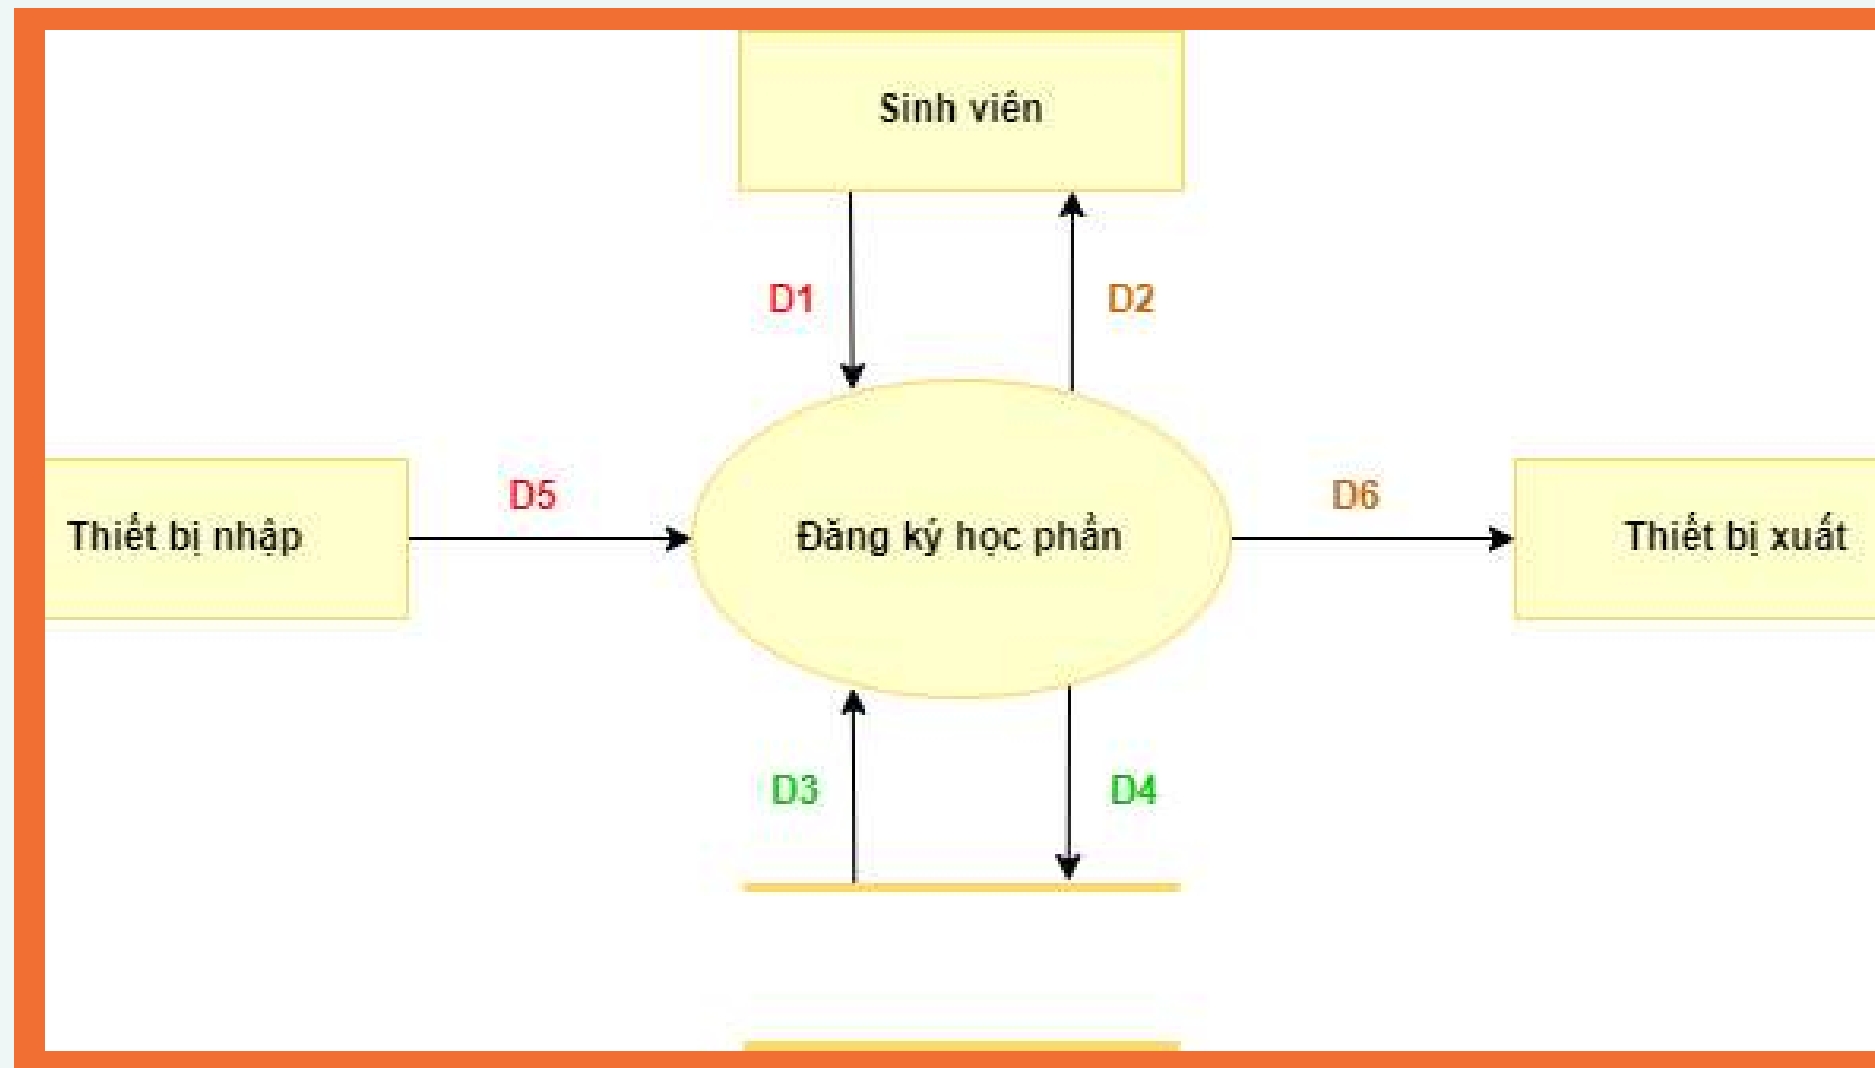 Sinh viên
D1
D2
Thiết bị nhập
D5
Đăng ký học phần
D6
Thiết bị xuất
D3
D4